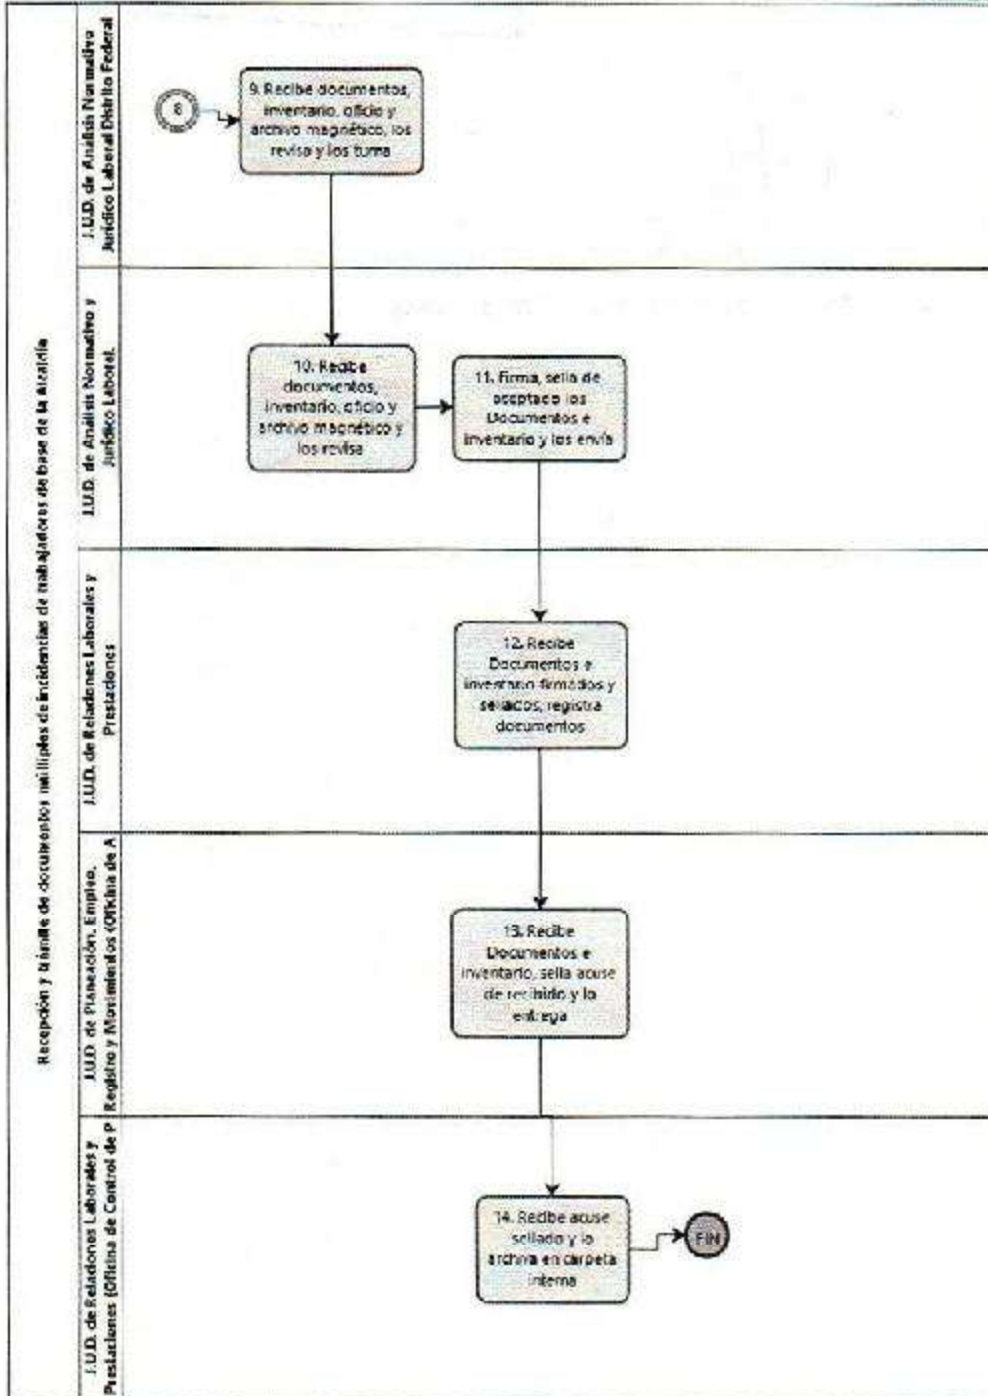 Recepción y trámite de documentos múltiples de incidencias de trabajadores de base de la Alcaldía
J.U.D. de Análisis Normativo
Jurídico Laboral Distrito Federal
8
9. Recibe documentos,
inventario, oficio y
archivo magnético, los
revisa y los turna
J.U.D. de Análisis Normativo y
Jurídico Laboral.
10. Recibe
documentos,
inventario, oficio y
archivo magnético y
los revisa
11. Firma, sella de
aceptado los
Documentos e
inventario y los envía
J.U.D. de Relaciones Laborales y
Prestaciones
12. Recibe
Documentos e
inventario firmados y
sellados, registra
documentos
J.U.D. de Planeación, Empleo,
Registro y Movimientos (Oficina de A
13. Recibe
Documentos e
inventario, sella acuse
de recibido y lo
entrega
J.U.D. de Relaciones Laborales y
Prestaciones (Oficina de Control de P
14. Recibe acuse
sellado y lo
archiva en carpeta
interna
FIN